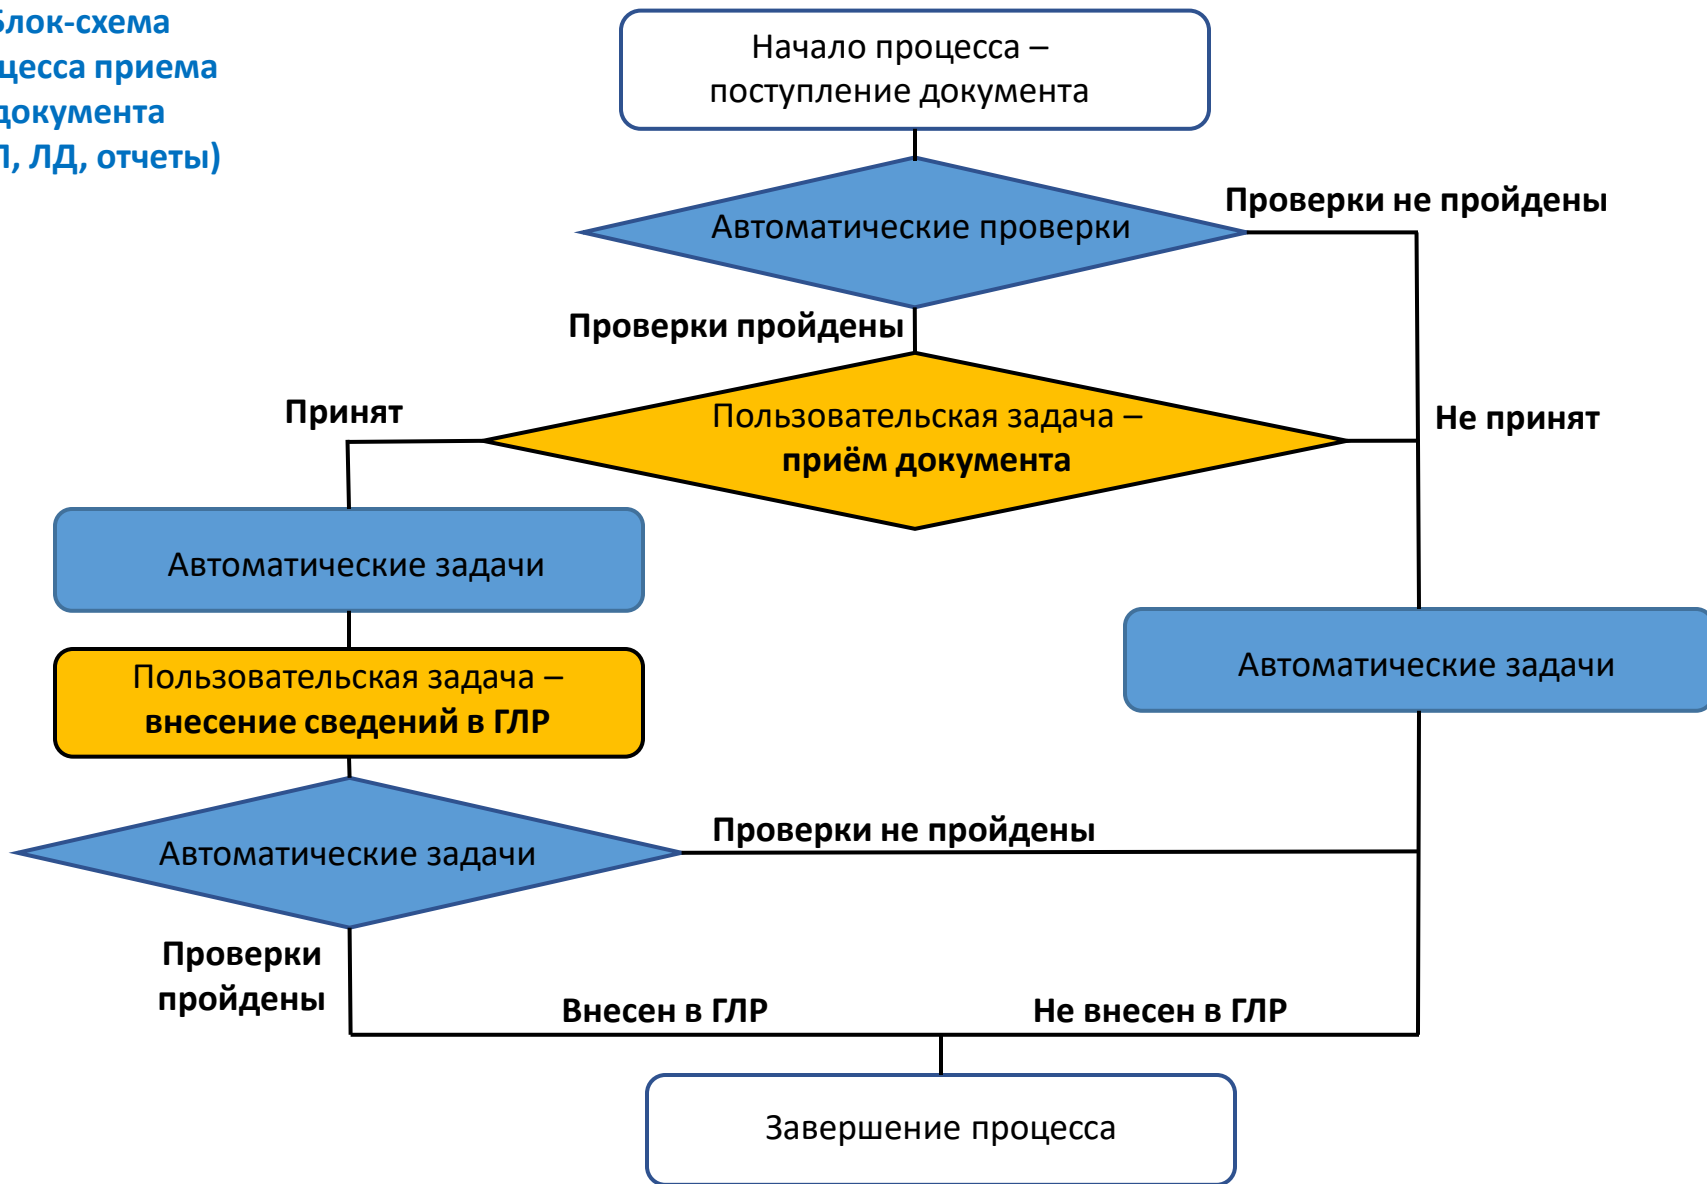 Блок-схема
цесса приема
документа
ЛД, отчеты)
Начало процесса –
поступление документа
Автоматические проверки
Проверки не пройдены
Проверки пройдены
Принят
Пользовательская задача –
приём документа
Не принят
Автоматические задачи
Автоматические задачи
Пользовательская задача –
внесение сведений в ГЛР
Проверки не пройдены
Автоматические задачи
Проверки
пройдены
Внесен в ГЛР
Не внесен в ГЛР
Завершение процесса